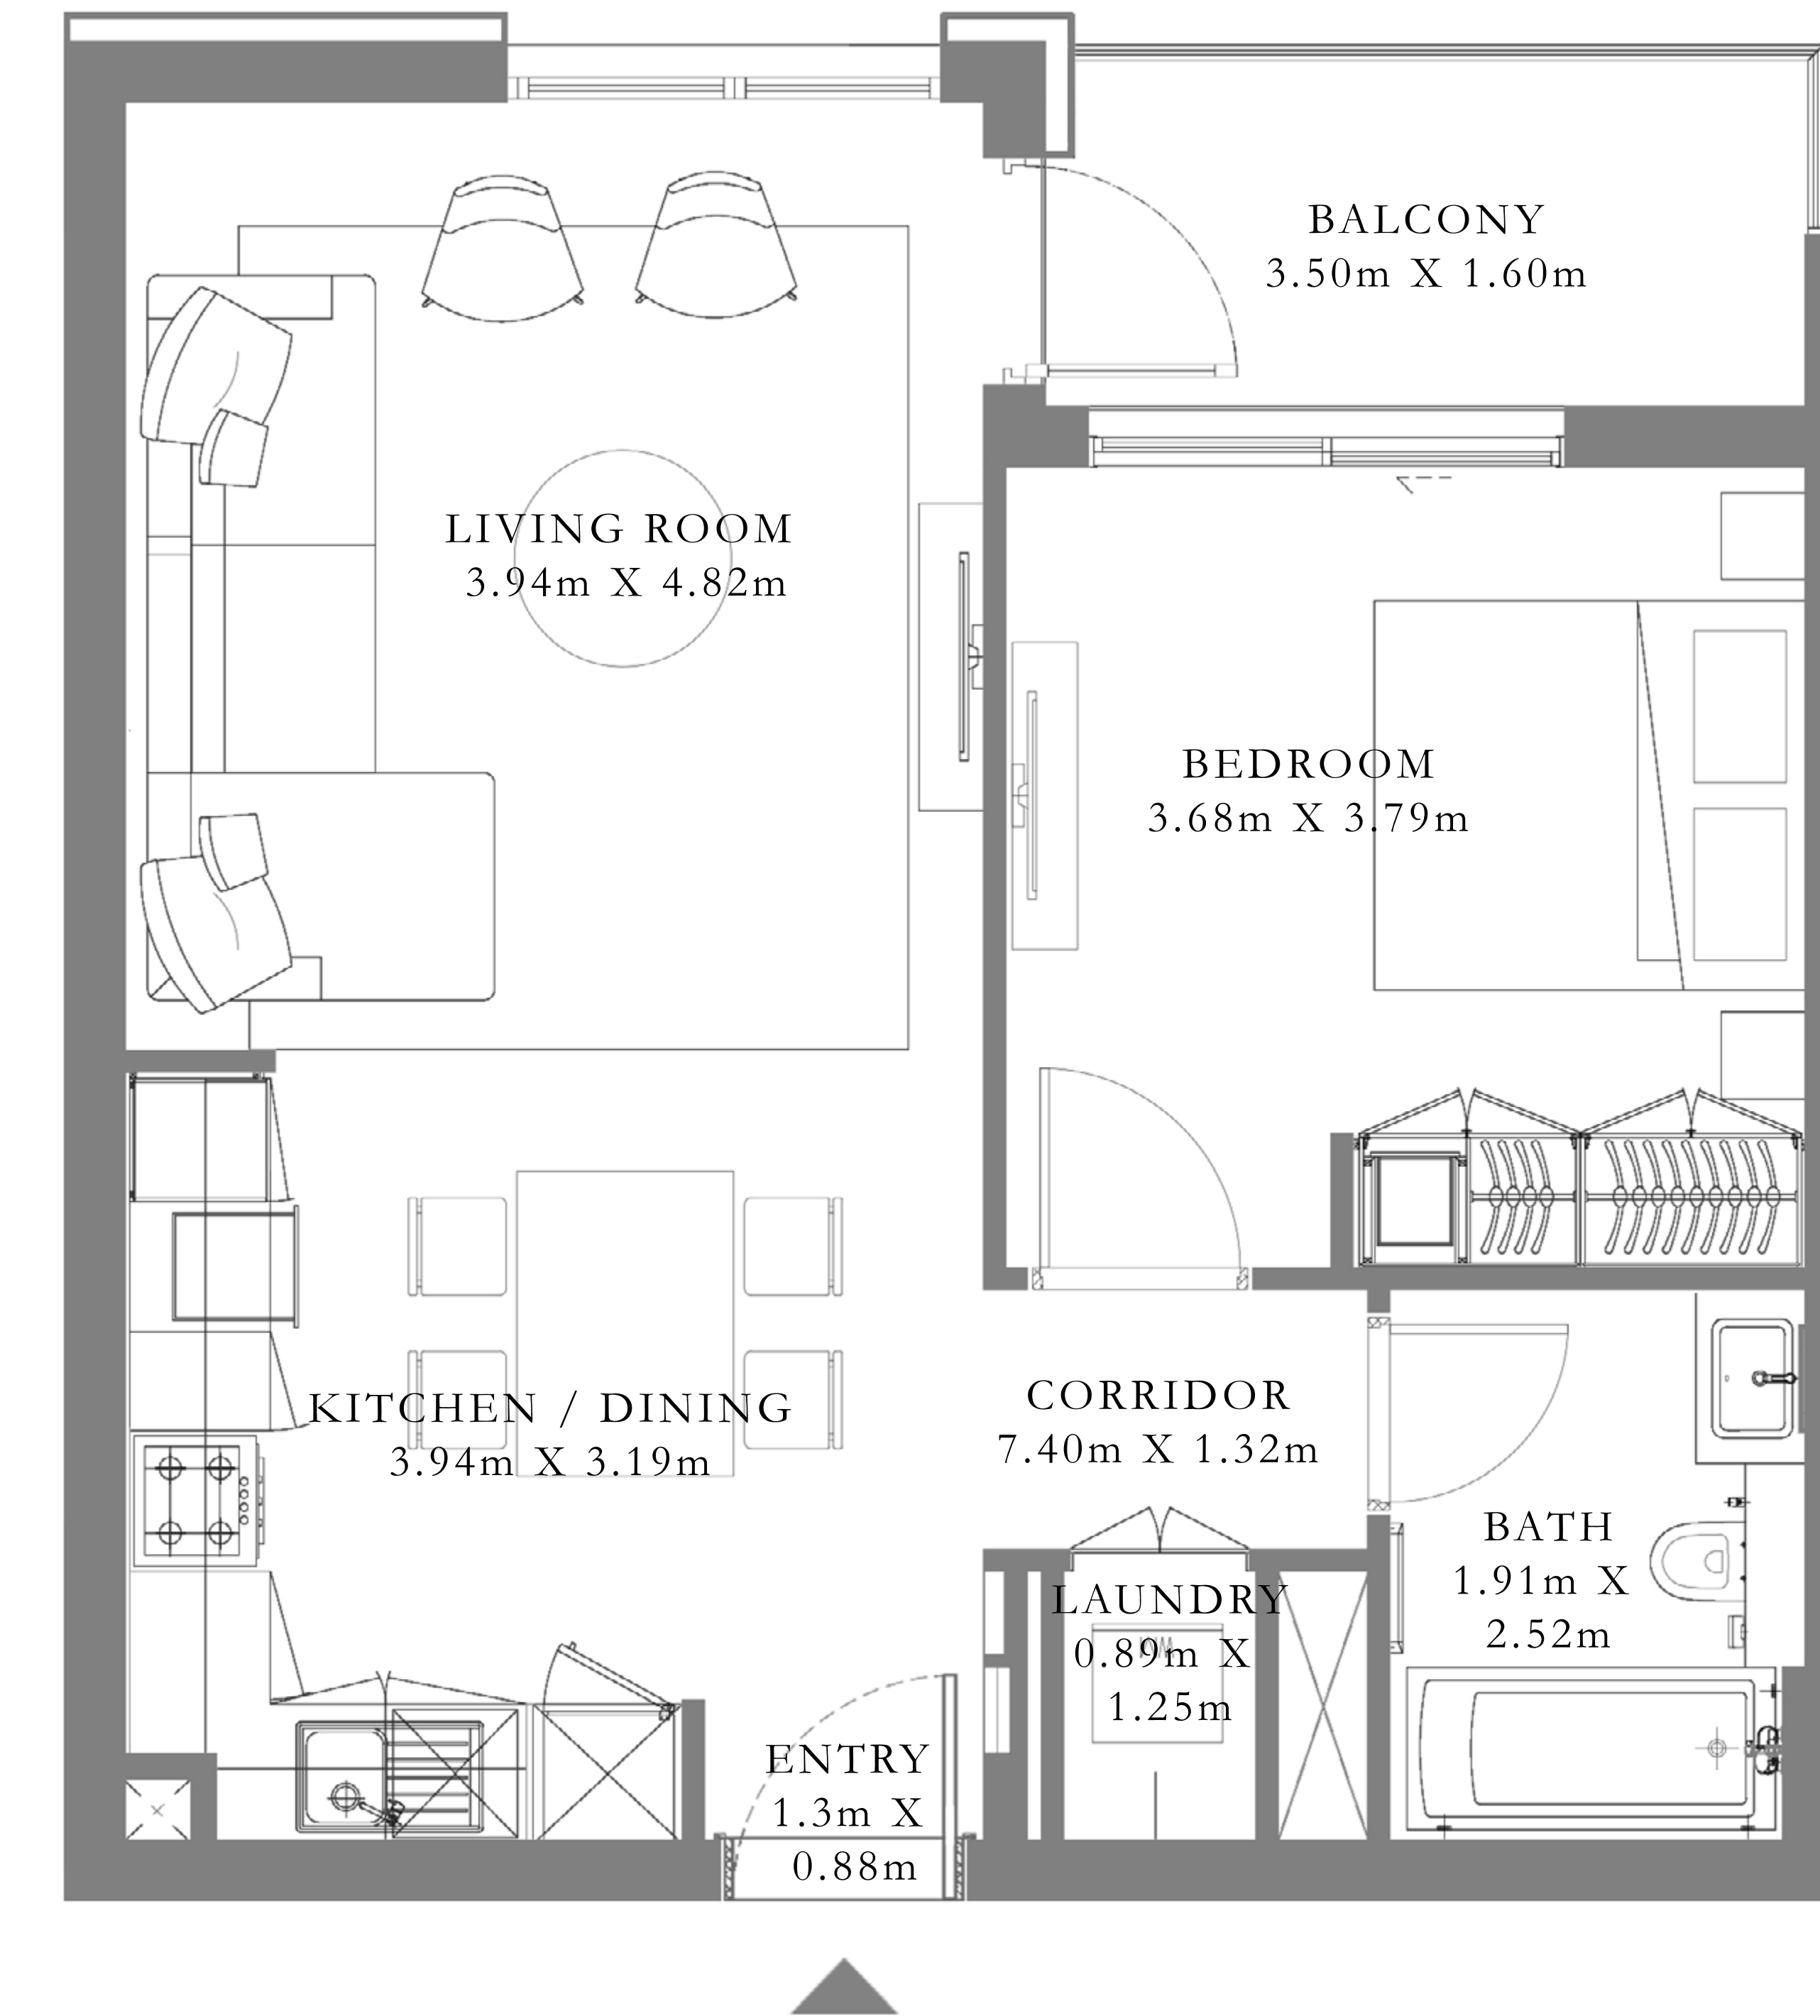 BALCONY
3.50m X 1.60m
LIVING ROOM
3.94m X 4.82m
BEDROOM
3.68m X 3.79m
KITCHEN / DINING
3.94m X 3.19m
CORRIDOR
7.40m X 1.32m
BATH
1.91m X
2.52m
LAUNDRY
0.89m X
1.25m
WM
ENTRY
1.3m X
0.88m